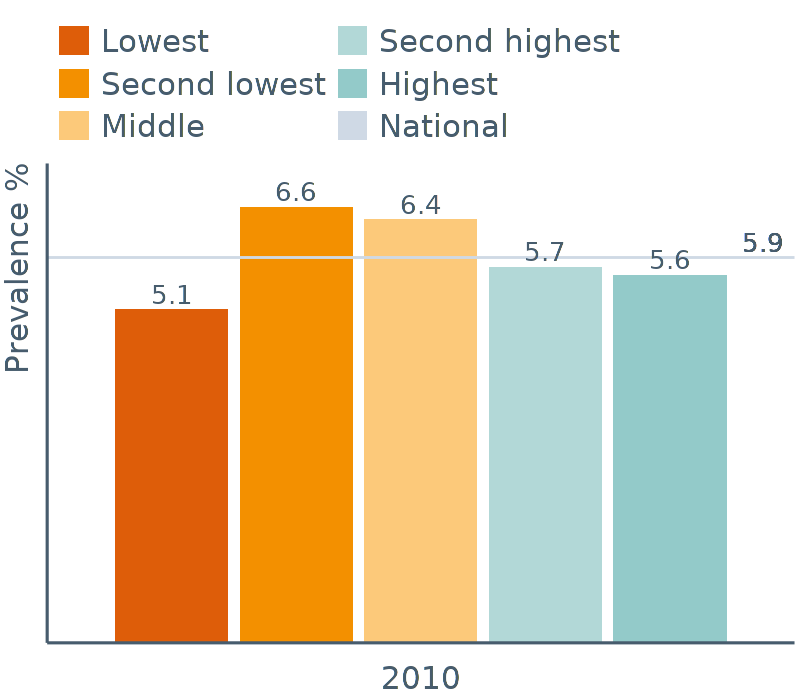 Lowest
Second lowest
Middle
Second highest
Highest
National
Prevalence %
5.1
6.6
6.4
5.7
5.6
5.9
2010